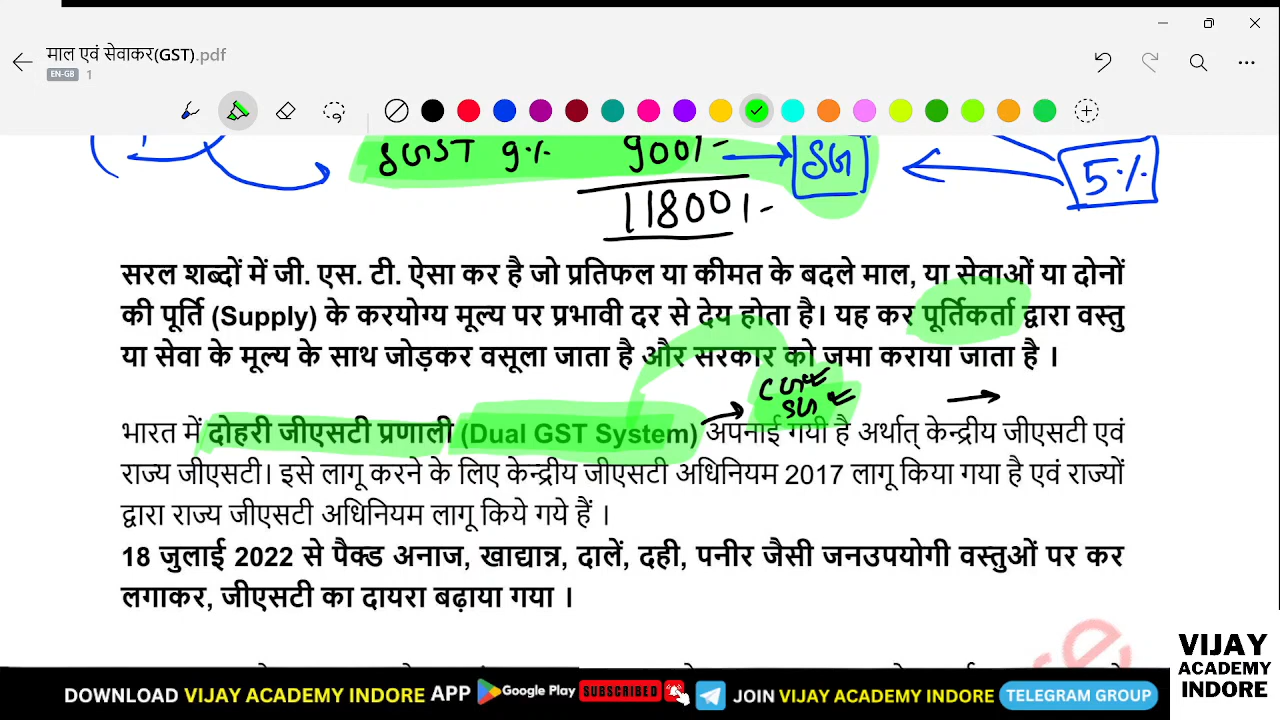 माल एवं सेवाकर(GST).pdf
EN-GB 1
SGST 9% 900/- SG
5%
11800/-
सरल शब्दों में जी. एस. टी. ऐसा कर है जो प्रतिफल या कीमत के बदले माल, या सेवाओं या दोनों
की पूर्ति (Supply) के करयोग्य मूल्य पर प्रभावी दर से देय होता है। यह कर पूर्तिकर्ता द्वारा वस्तु
या सेवा के मूल्य के साथ जोड़कर वसूला जाता है और सरकार को जमा कराया जाता है ।
CG
SG
भारत में दोहरी जीएसटी प्रणाली (Dual GST System) अपनाई गयी है अर्थात् केन्द्रीय जीएसटी एवं
राज्य जीएसटी। इसे लागू करने के लिए केन्द्रीय जीएसटी अधिनियम 2017 लागू किया गया है एवं राज्यों
द्वारा राज्य जीएसटी अधिनियम लागू किये गये हैं ।
18 जुलाई 2022 से पैक्ड अनाज, खाद्यान्न, दालें, दही, पनीर जैसी जनउपयोगी वस्तुओं पर कर
लगाकर, जीएसटी का दायरा बढ़ाया गया ।
VIJAY
ACADEMY
INDORE
DOWNLOAD VIJAY ACADEMY INDORE APP Google Play SUBSCRIBED JOIN VIJAY ACADEMY INDORE TELEGRAM GROUP